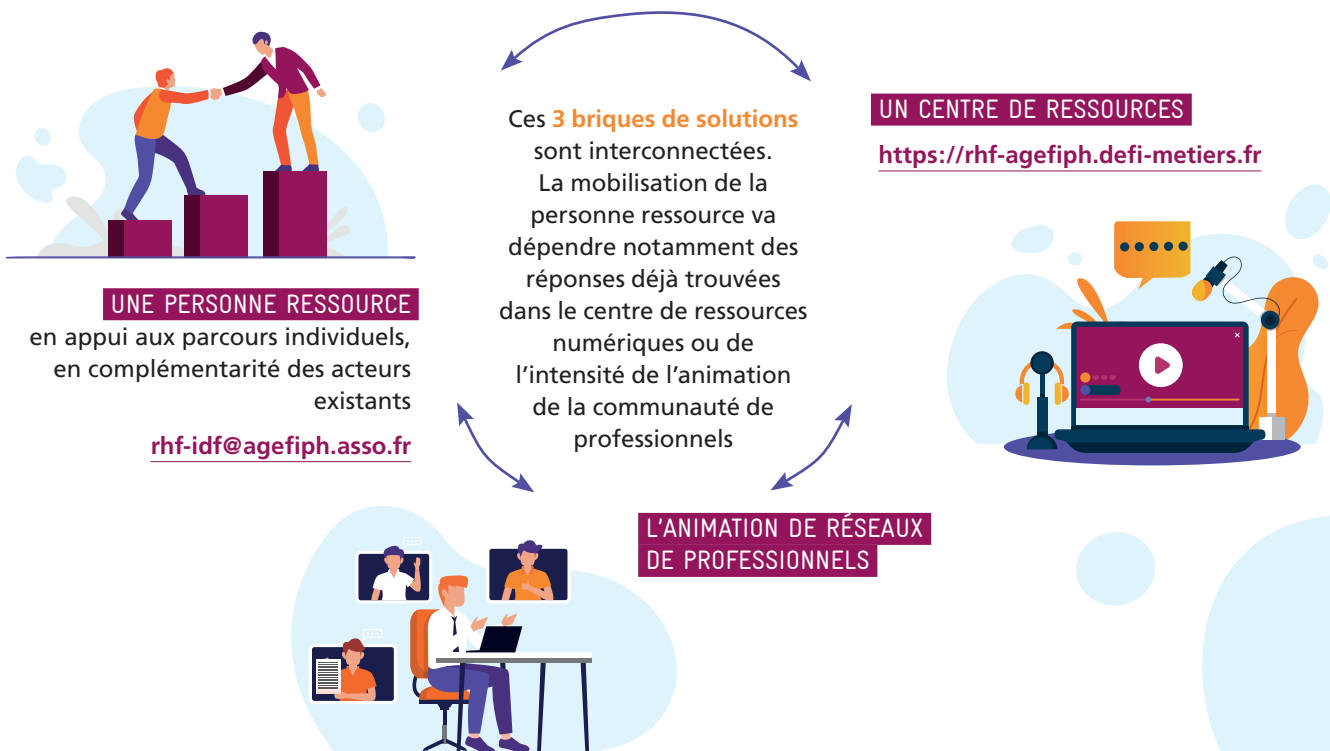 UNE PERSONNE RESSOURCE
en appui aux parcours individuels,
en complémentarité des acteurs
existants
rhf-idf@agefiph.asso.fr
Ces 3 briques de solutions
sont interconnectées.
La mobilisation de la
personne ressource va
dépendre notamment des
réponses déjà trouvées
dans le centre de ressources
numériques ou de
l’intensité de l’animation
de la communauté de
professionnels
UN CENTRE DE RESSOURCES
https://rhf-agefiph.defi-metiers.fr
L’ANIMATION DE RÉSEAUX
DE PROFESSIONNELS